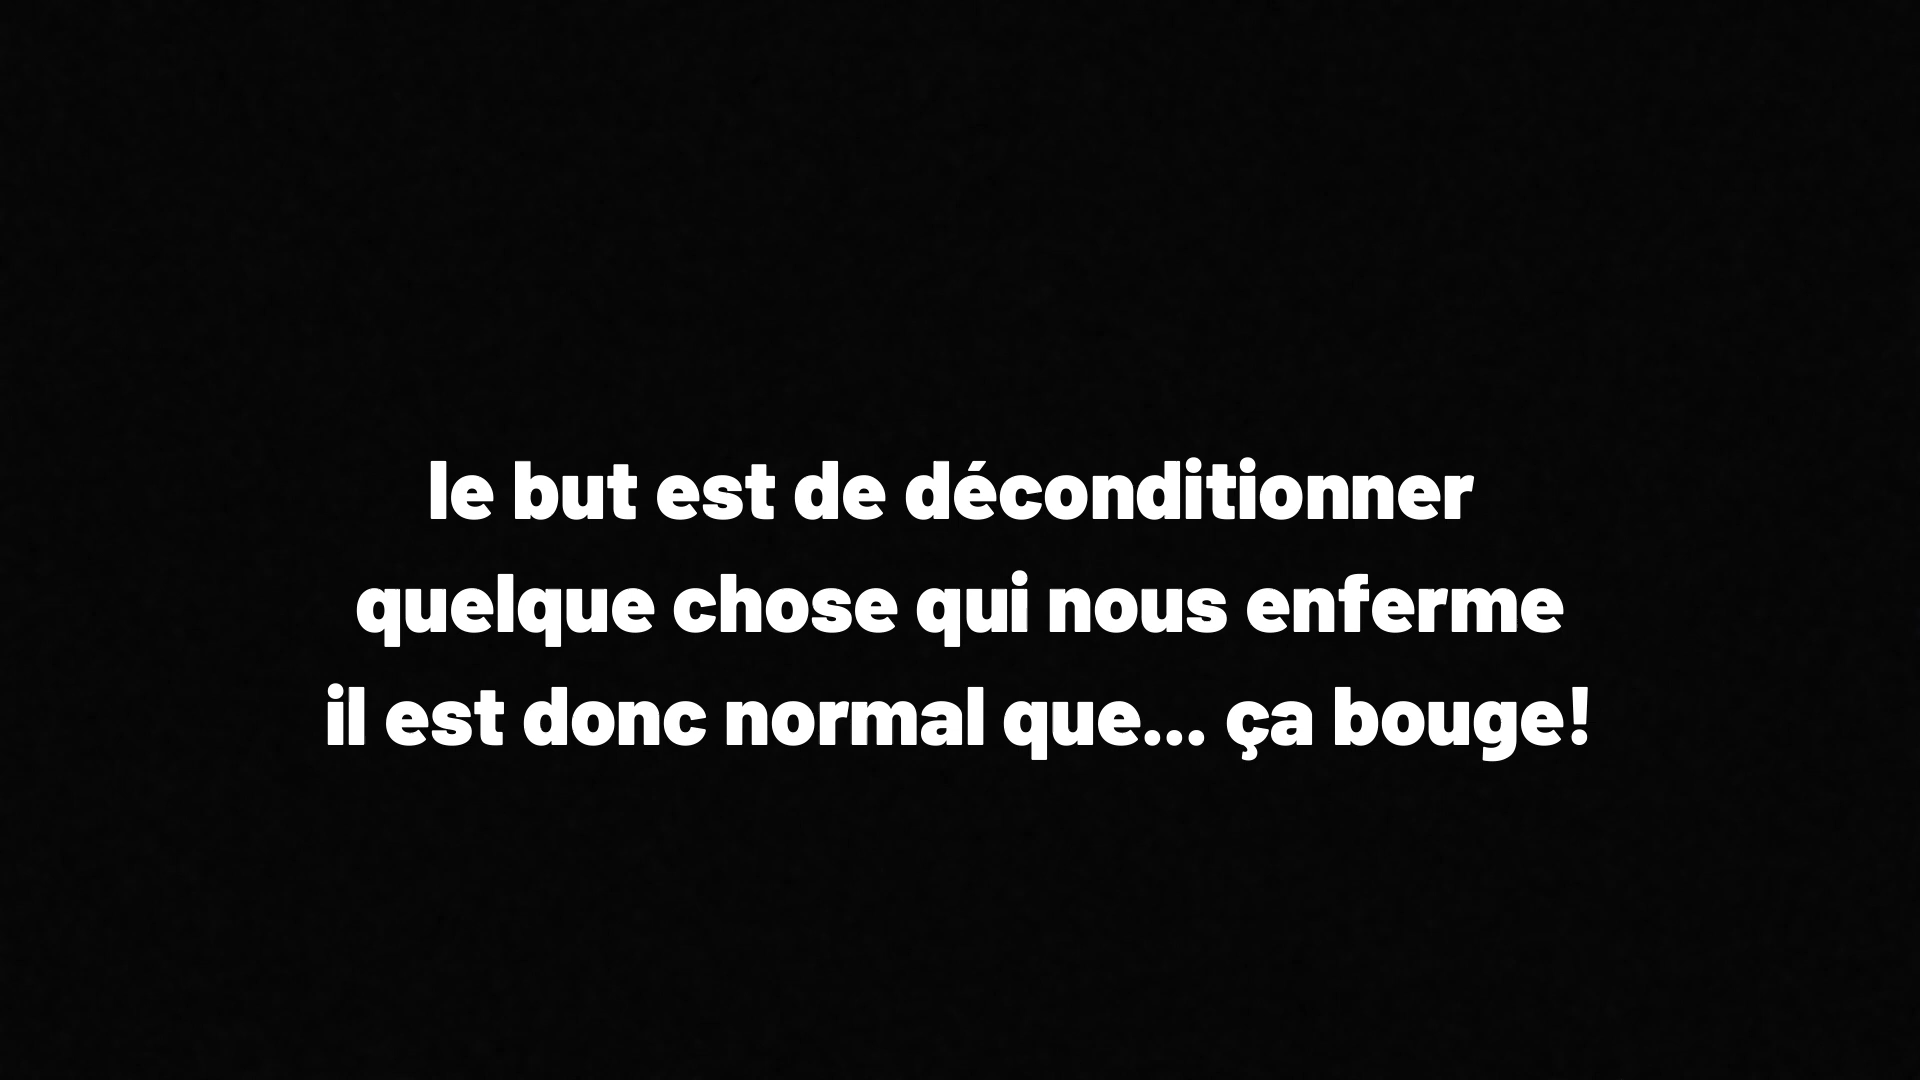 le but est de déconditionner
quelque chose qui nous enferme
il est donc normal que... ça bouge!